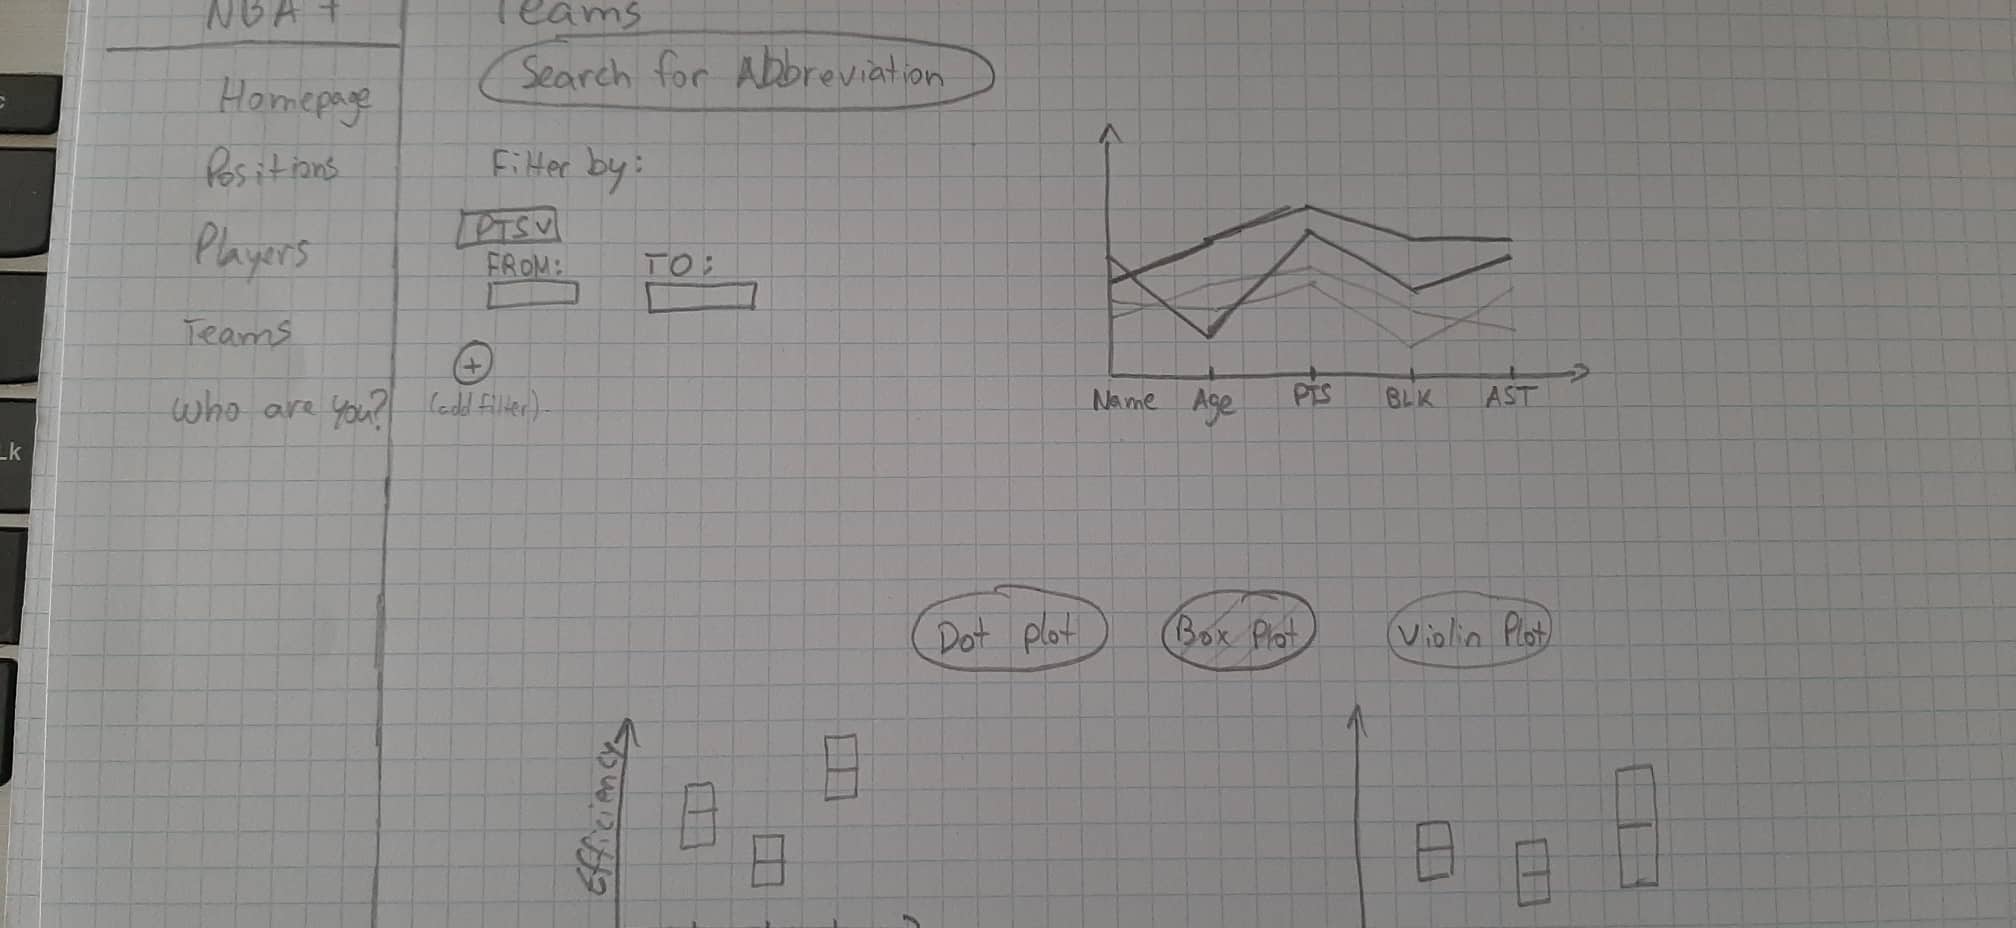 NBA +
Homepage
Positions
Players
Teams
Who are you?
Teams
Search for Abbreviation
Filter by:
PTS V
FROM: TO:
+
(add filter).
Name Age PTS BLK AST
Dot plot Box Plot Violin Plot
Efficiency
Lk